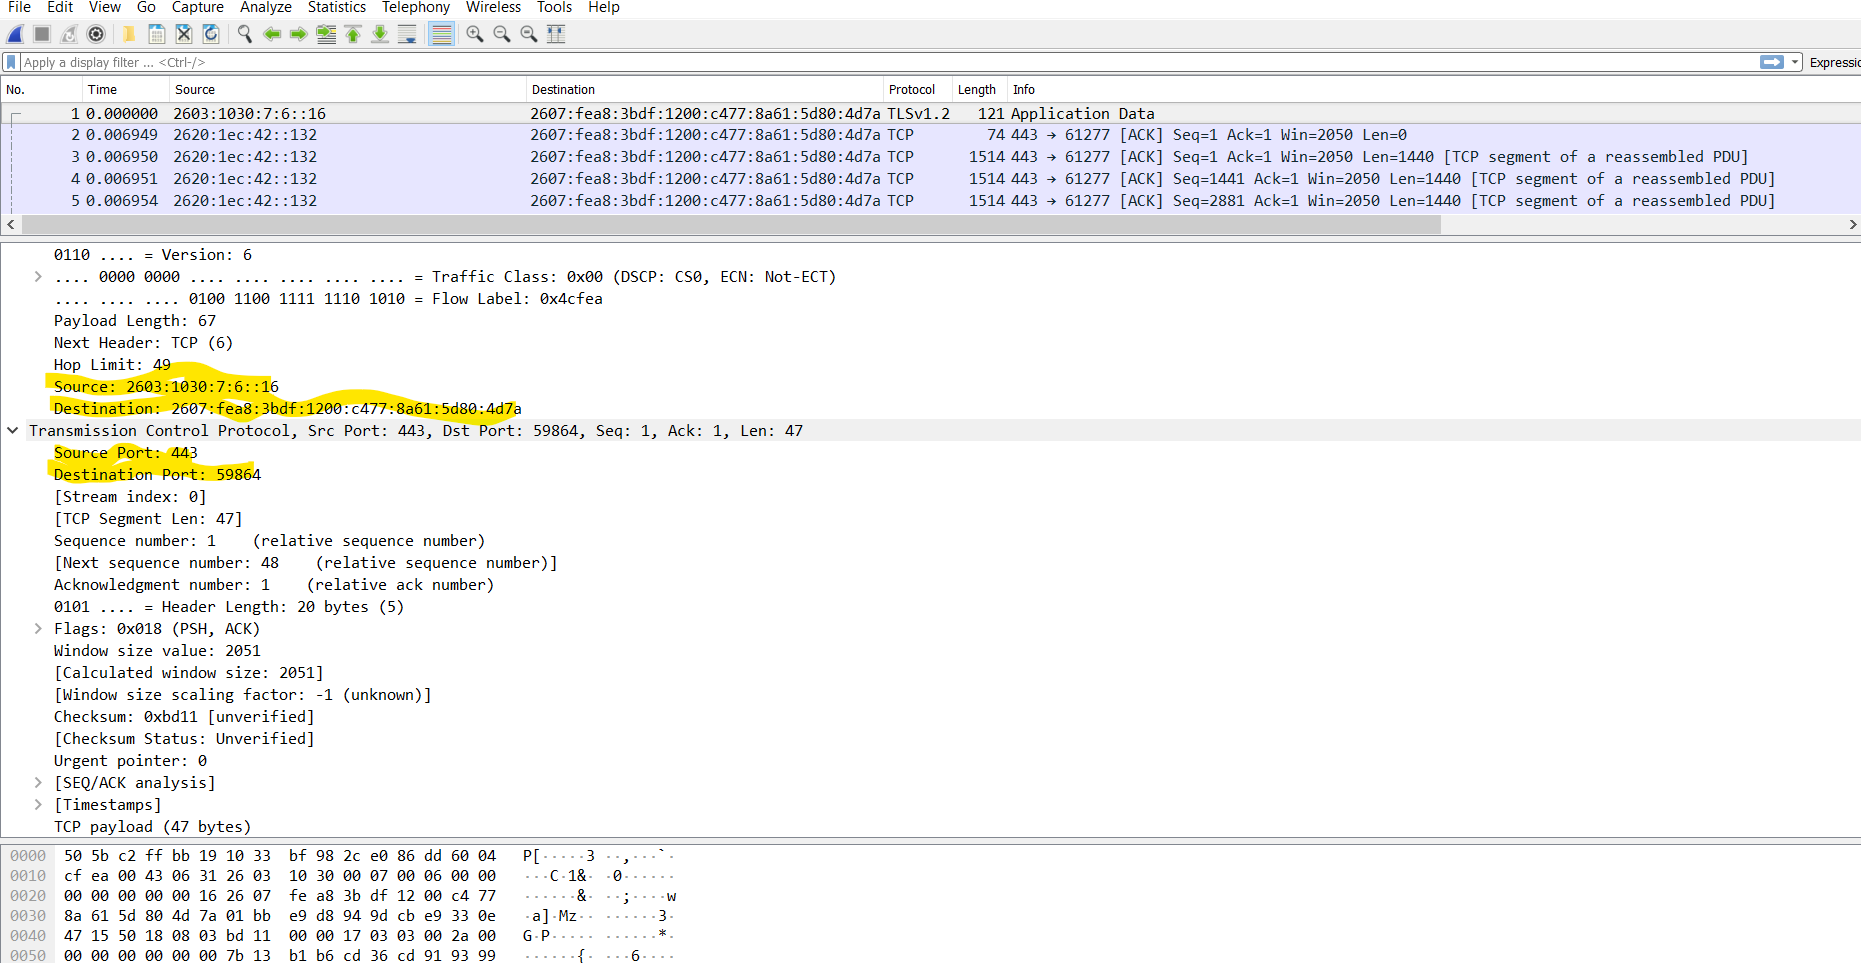 File Edit View Go Capture Analyze Statistics Telephony Wireless Tools Help
Apply a display filter ... <Ctrl-/> Expressio
No. Time Source Destination Protocol Length Info
1 0.000000 2603:1030:7:6::16 2607:fea8:3bdf:1200:c477:8a61:5d80:4d7a TLSv1.2 121 Application Data
2 0.006949 2620:1ec:42::132 2607:fea8:3bdf:1200:c477:8a61:5d80:4d7a TCP 74 443 → 61277 [ACK] Seq=1 Ack=1 Win=2050 Len=0
3 0.006950 2620:1ec:42::132 2607:fea8:3bdf:1200:c477:8a61:5d80:4d7a TCP 1514 443 → 61277 [ACK] Seq=1 Ack=1 Win=2050 Len=1440 [TCP segment of a reassembled PDU]
4 0.006951 2620:1ec:42::132 2607:fea8:3bdf:1200:c477:8a61:5d80:4d7a TCP 1514 443 → 61277 [ACK] Seq=1441 Ack=1 Win=2050 Len=1440 [TCP segment of a reassembled PDU]
5 0.006954 2620:1ec:42::132 2607:fea8:3bdf:1200:c477:8a61:5d80:4d7a TCP 1514 443 → 61277 [ACK] Seq=2881 Ack=1 Win=2050 Len=1440 [TCP segment of a reassembled PDU]
0110 .... = Version: 6
.... 0000 0000 .... .... .... .... .... = Traffic Class: 0x00 (DSCP: CS0, ECN: Not-ECT)
.... .... .... 0100 1100 1111 1110 1010 = Flow Label: 0x4cfea
Payload Length: 67
Next Header: TCP (6)
Hop Limit: 49
Source: 2603:1030:7:6::16
Destination: 2607:fea8:3bdf:1200:c477:8a61:5d80:4d7a
Transmission Control Protocol, Src Port: 443, Dst Port: 59864, Seq: 1, Ack: 1, Len: 47
Source Port: 443
Destination Port: 59864
[Stream index: 0]
[TCP Segment Len: 47]
Sequence number: 1 (relative sequence number)
[Next sequence number: 48 (relative sequence number)]
Acknowledgment number: 1 (relative ack number)
0101 .... = Header Length: 20 bytes (5)
Flags: 0x018 (PSH, ACK)
Window size value: 2051
[Calculated window size: 2051]
[Window size scaling factor: -1 (unknown)]
Checksum: 0xbd11 [unverified]
[Checksum Status: Unverified]
Urgent pointer: 0
[SEQ/ACK analysis]
[Timestamps]
TCP payload (47 bytes)
0000 50 5b c2 ff bb 19 10 33 bf 98 2c e0 86 dd 60 04 P[·····3 ··,···`·
0010 cf ea 00 43 06 31 26 03 10 30 00 07 00 06 00 00 ···C·1&· ·0······
0020 00 00 00 00 00 16 26 07 fe a8 3b df 12 00 c4 77 ······&· ··;····w
0030 8a 61 5d 80 4d 7a 01 bb e9 d8 94 9d cb e9 33 0e ·a]·Mz·· ······3·
0040 47 15 50 18 08 03 bd 11 00 00 17 03 03 00 2a 00 G·P····· ······*·
0050 00 00 00 00 00 00 7b 13 b1 b6 cd 36 cd 91 93 99 ······{· ···6····